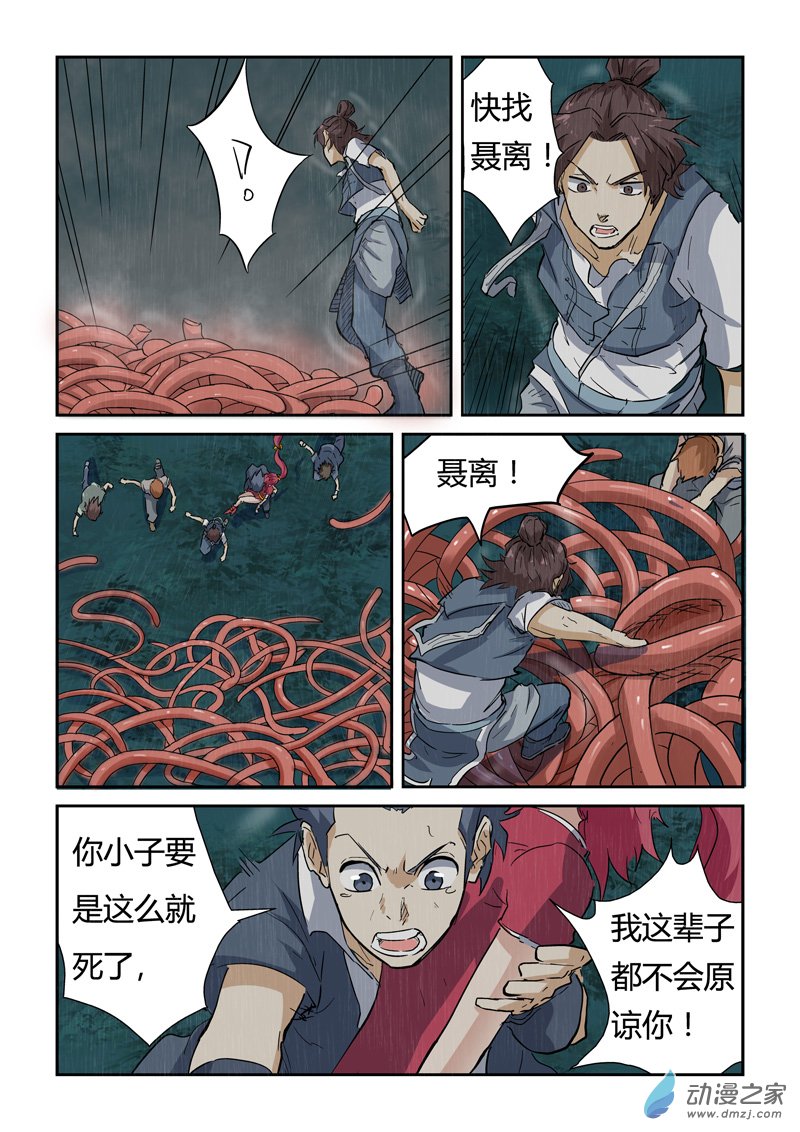 ！。
快找
聂离！
聂离！
你小子要
是这么就
死了，
我这辈子
都不会原
谅你！
动漫之家
www.dmzj.com